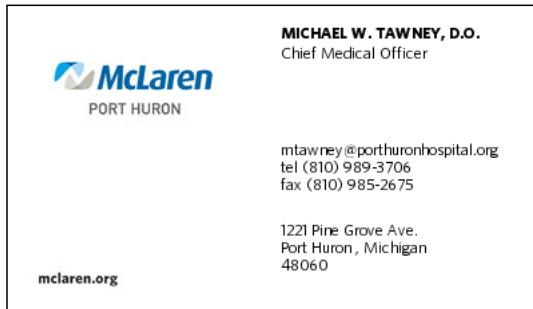 McLaren
PORT HURON
mclaren.org
MICHAEL W. TAWNEY, D.O.
Chief Medical Officer
mtawney@porthuronhospital.org
tel (810) 989-3706
fax (810) 985-2675
1221 Pine Grove Ave.
Port Huron, Michigan
48060